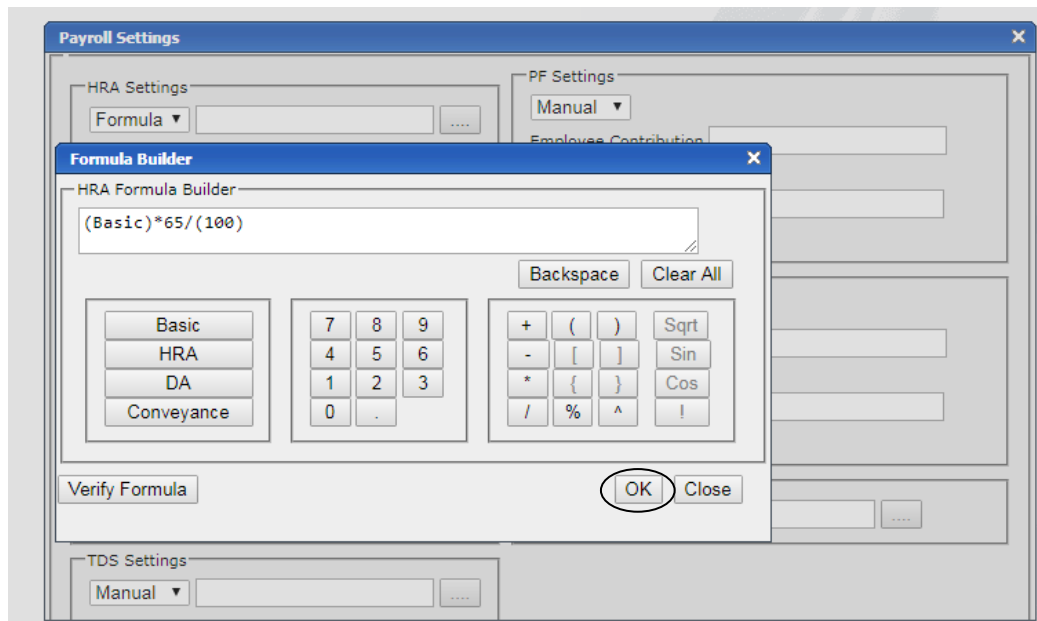 Payroll Settings ×
HRA Settings
Formula ▼ ....
PF Settings
Manual ▼
Employee Contribution
Formula Builder ×
HRA Formula Builder
(Basic)*65/(100)
Backspace Clear All
Basic 7 8 9 + ( ) Sqrt
HRA 4 5 6 - [ ] Sin
DA 1 2 3 * { } Cos
Conveyance 0 . / % ^ !
Verify Formula OK Close
....
TDS Settings
Manual ▼ ....